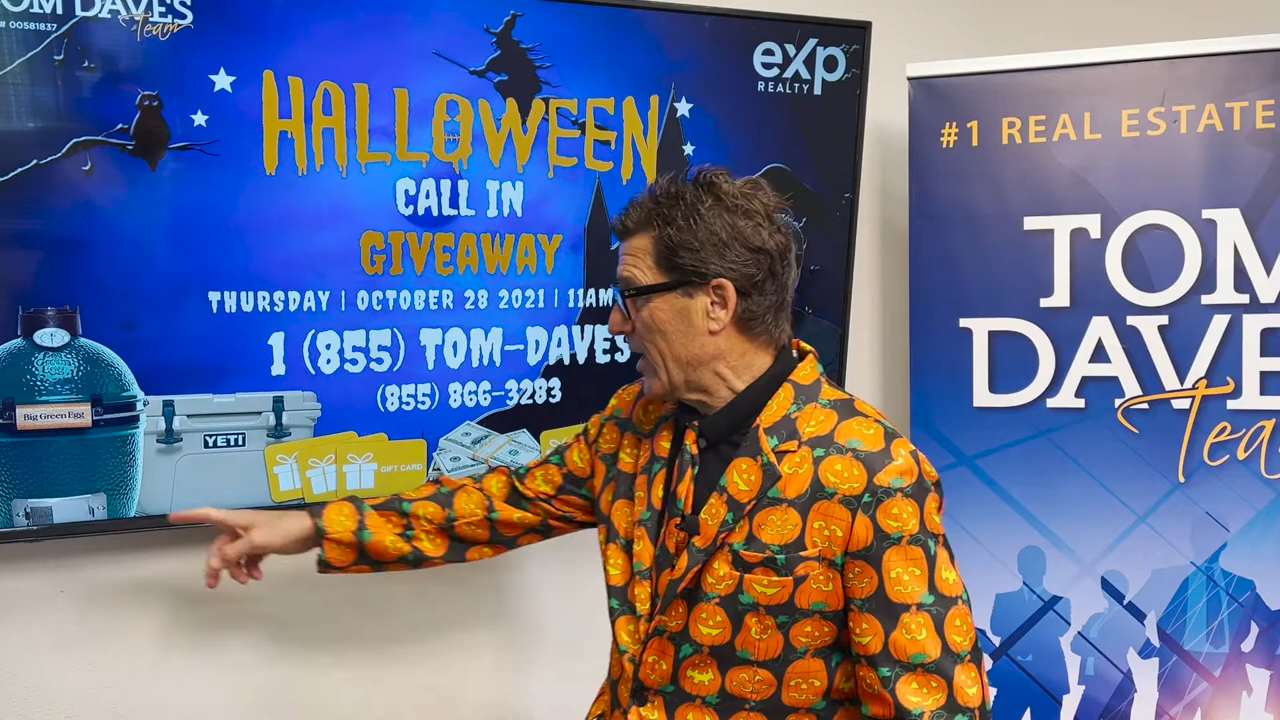 TOM DAVES
# 00581837
Team
eXp
REALTY
HALLOWEEN
CALL IN
GIVEAWAY
THURSDAY | OCTOBER 28 2021 | 11AM
1 (855) TOM-DAVES
(855) 866-3283
Big Green Egg
YETI
GIFT CARD
#1 REAL ESTATE
TOM
DAVE
Tea